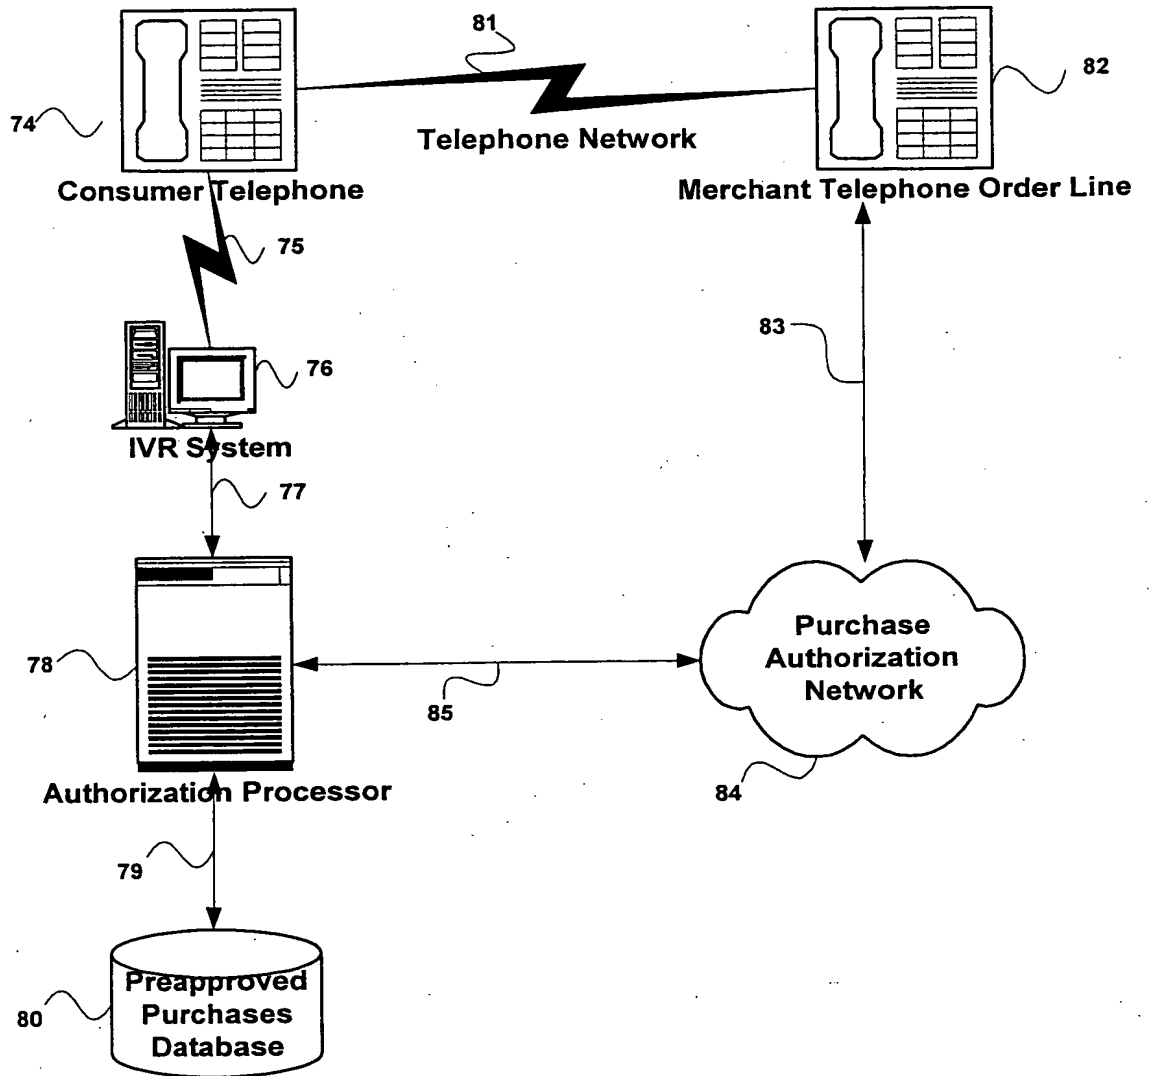 81
82
74
Telephone Network
Consumer Telephone
Merchant Telephone Order Line
75
83
76
IVR System
77
Purchase
Authorization
Network
78
85
84
Authorization Processor
79
Preapproved
Purchases
Database
80